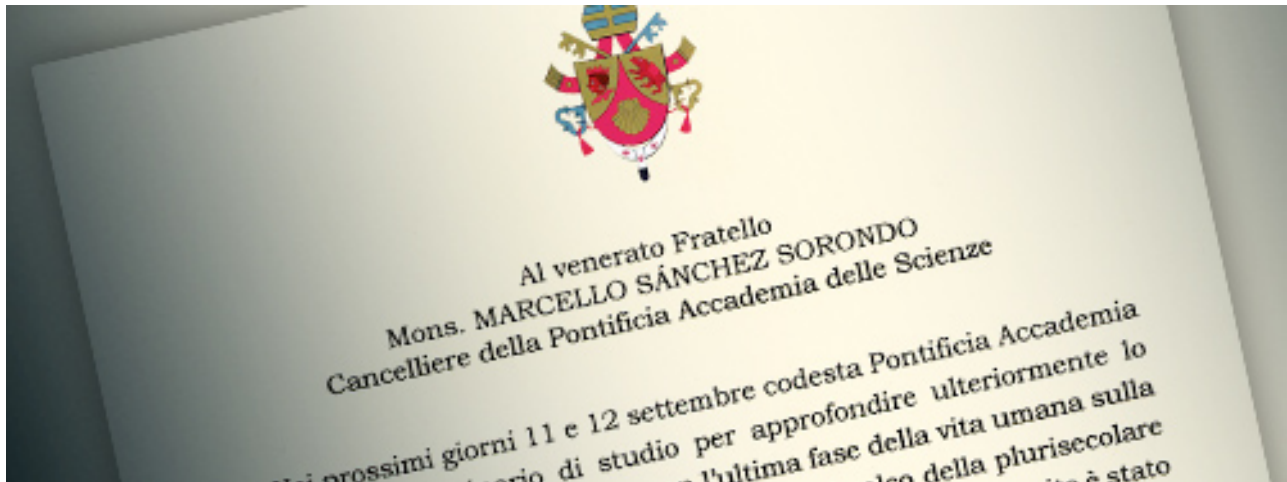 Al venerato Fratello
Mons. MARCELLO SÁNCHEZ SORONDO
Cancelliere della Pontificia Accademia delle Scienze
prossimi giorni 11 e 12 settembre codesta Pontificia Accademia
di studio per approfondire ulteriormente lo
l'ultima fase della vita umana sulla
della plurisecolare
è stato